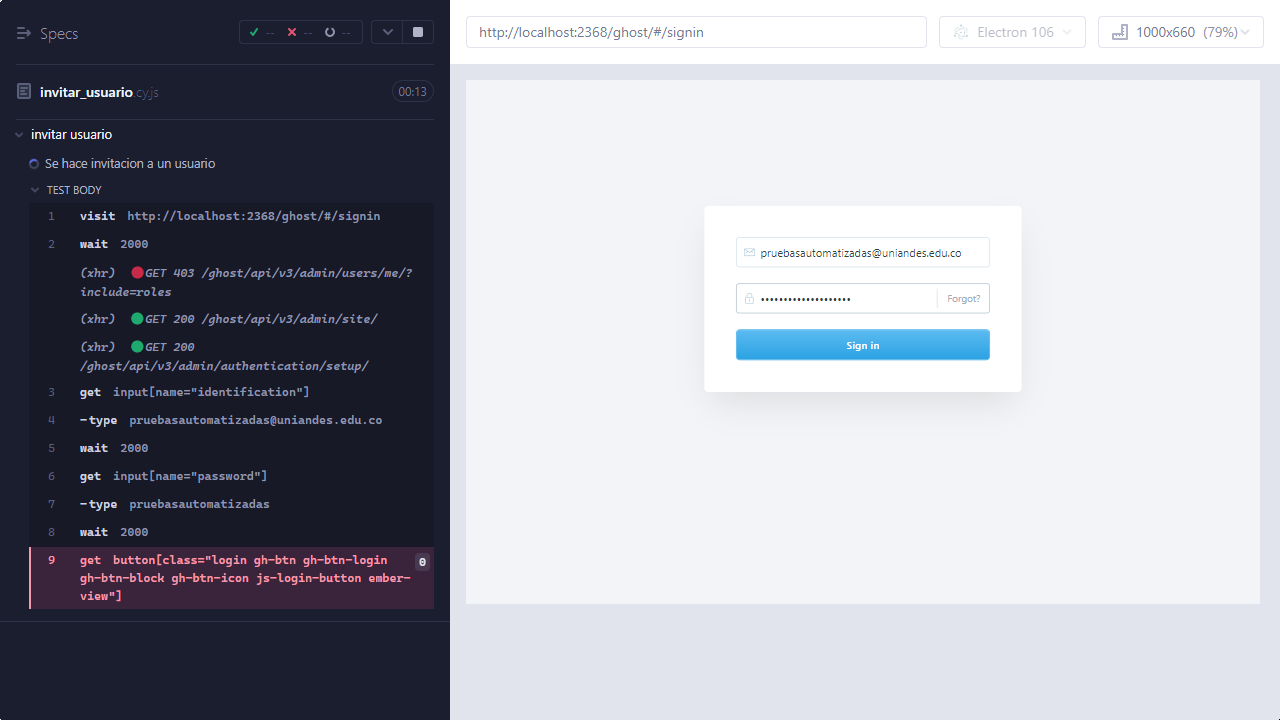 Specs
--
--
--
http://localhost:2368/ghost/#/signin
Electron 106
1000x660 (79%)
invitar_usuario.cy.js
00:13
invitar usuario
Se hace invitacion a un usuario
TEST BODY
1 visit http://localhost:2368/ghost/#/signin
2 wait 2000
(xhr) GET 403 /ghost/api/v3/admin/users/me/?
include=roles
(xhr) GET 200 /ghost/api/v3/admin/site/
(xhr) GET 200
/ghost/api/v3/admin/authentication/setup/
3 get input[name="identification"]
4 -type pruebasautomatizadas@uniandes.edu.co
5 wait 2000
6 get input[name="password"]
7 -type pruebasautomatizadas
8 wait 2000
9 get button[class="login gh-btn gh-btn-login 0
gh-btn-block gh-btn-icon js-login-button ember-
view"]
pruebasautomatizadas@uniandes.edu.co
••••••••••••••••••••
Forgot?
Sign in